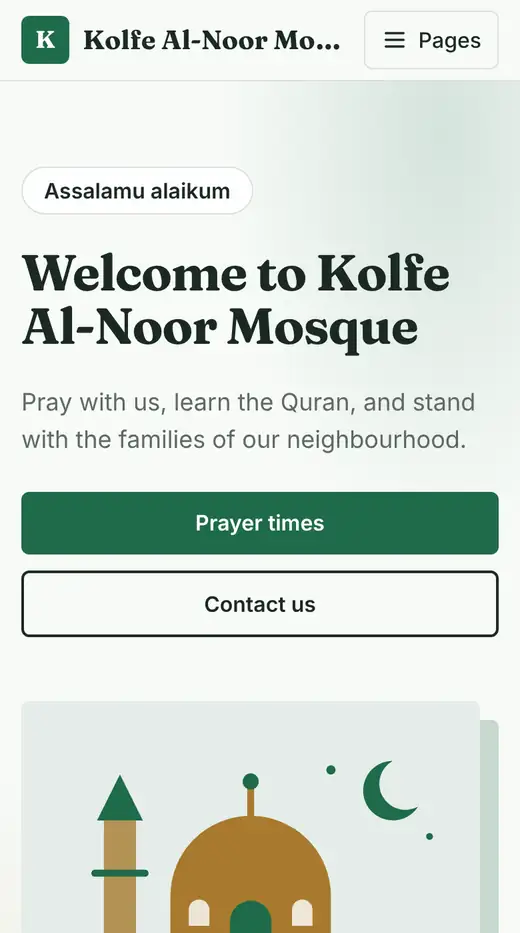 K
Kolfe Al-Noor Mo...
Pages
Assalamu alaikum
Welcome to Kolfe
Al-Noor Mosque
Pray with us, learn the Quran, and stand
with the families of our neighbourhood.
Prayer times
Contact us